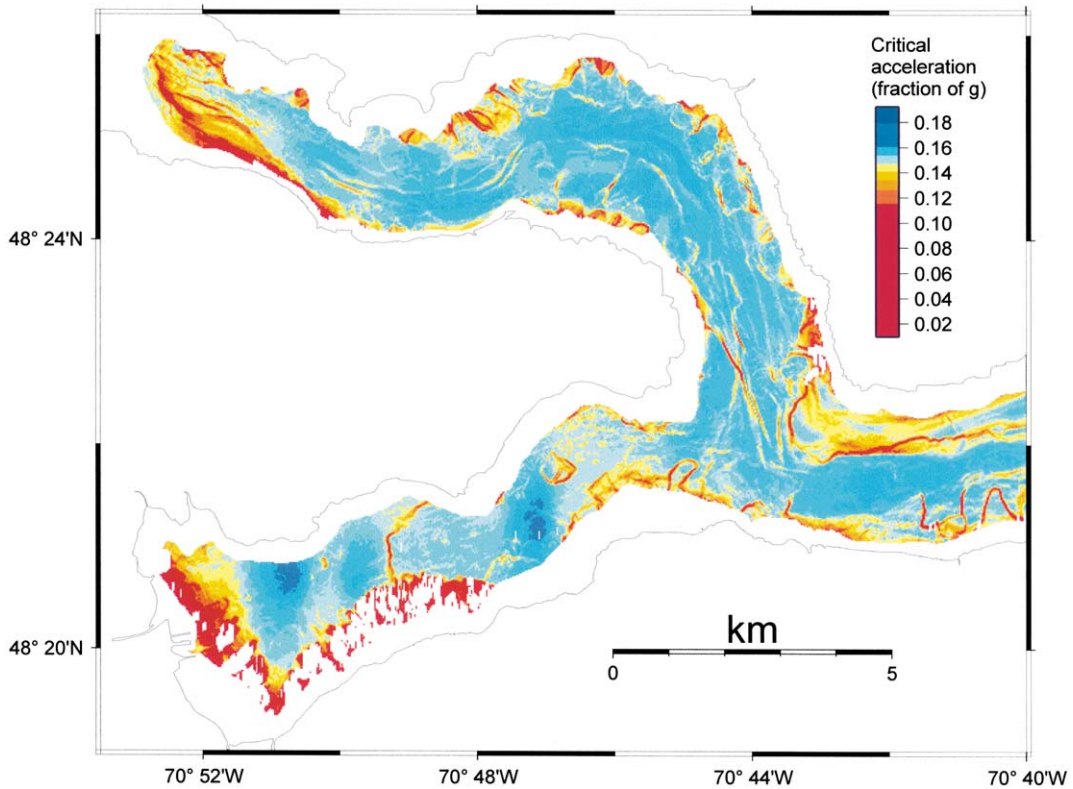 Critical
acceleration
(fraction of g)
0.18
0.16
0.14
0.12
0.10
0.08
0.06
0.04
0.02
48° 24'N
48° 20'N
km
0 5
70° 52'W 70° 48'W 70° 44'W 70° 40'W